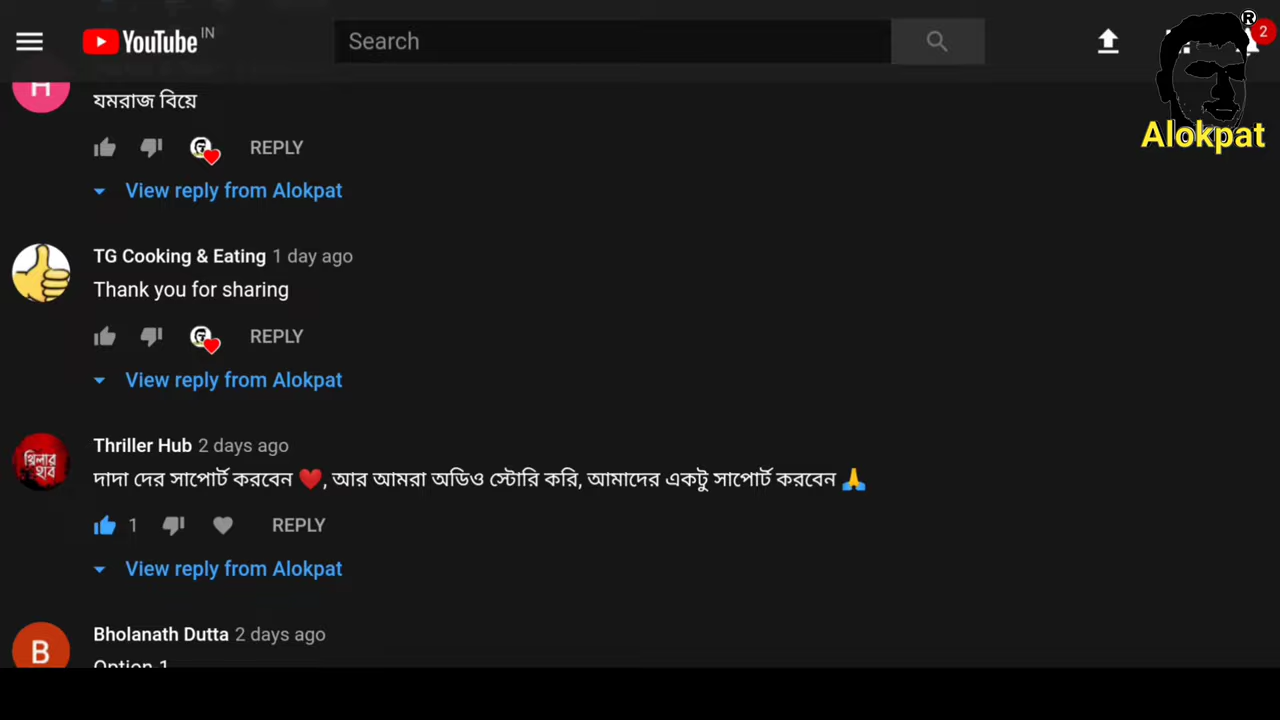 YouTube IN
Search
2
®
Alokpat
H
যমরাজ বিয়ে
REPLY
View reply from Alokpat
TG Cooking & Eating 1 day ago
Thank you for sharing
REPLY
View reply from Alokpat
থ্রিলার
হাব
Thriller Hub 2 days ago
দাদা দের সাপোর্ট করবেন ❤️, আর আমরা অডিও স্টোরি করি, আমাদের একটু সাপোর্ট করবেন 🙏
1 REPLY
View reply from Alokpat
B
Bholanath Dutta 2 days ago
Option 1